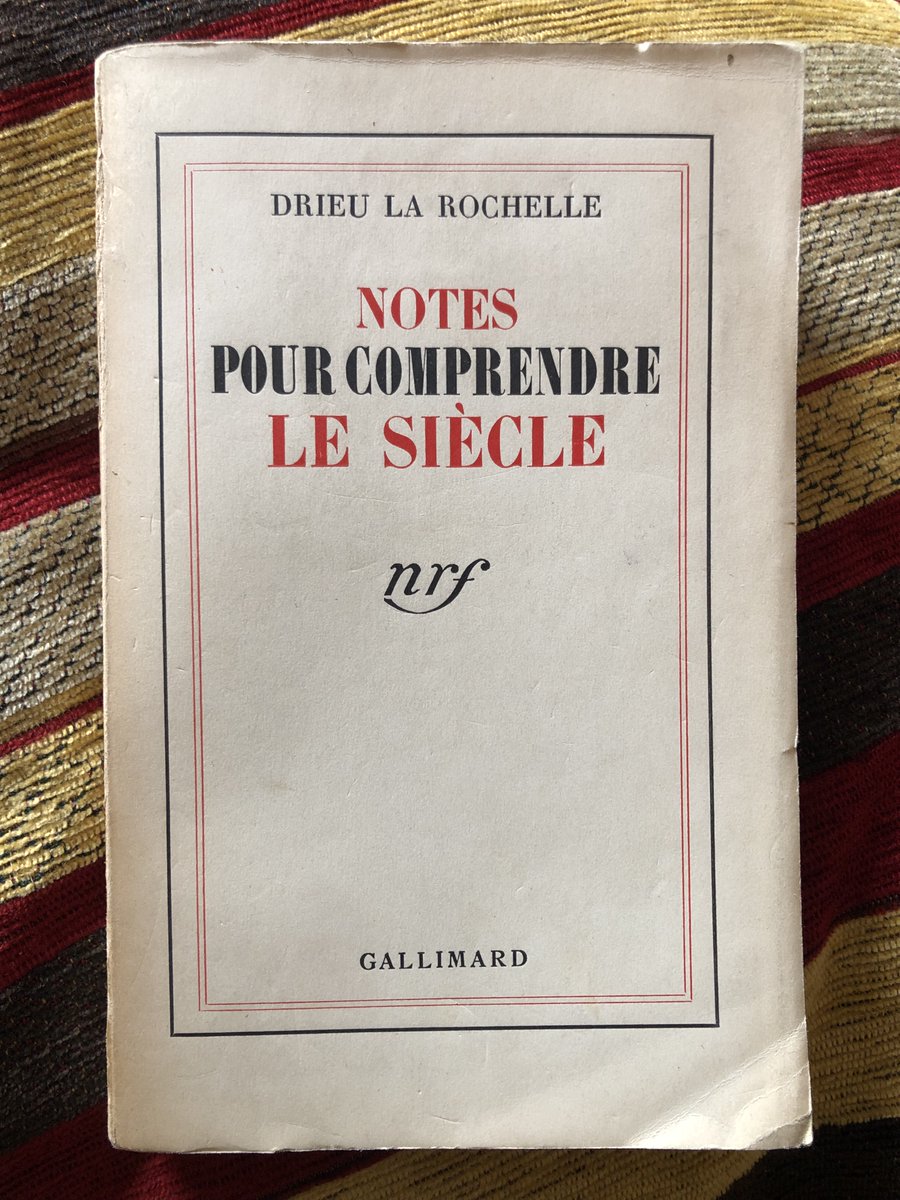 DRIEU LA ROCHELLE
NOTES
POUR COMPRENDRE
LE SIÈCLE
nrf
GALLIMARD